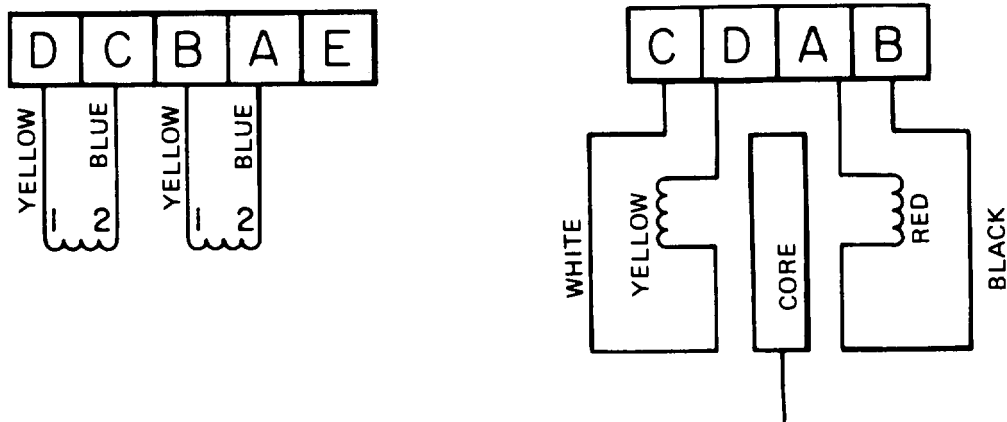 D C B A E
YELLOW
BLUE
YELLOW
BLUE
1 2
1 2
C D A B
WHITE
YELLOW
CORE
RED
BLACK